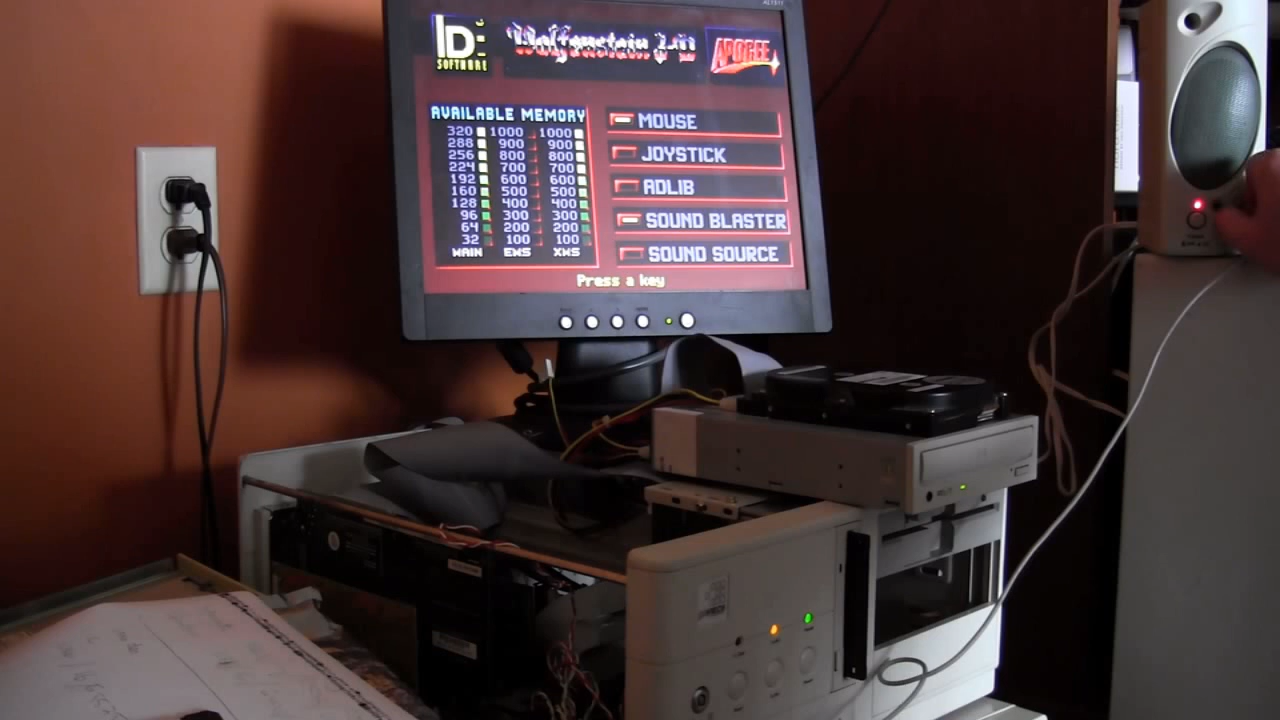 ID
SOFTWARE
Wolfenstein 3-D
APOGEE
AVAILABLE MEMORY
320 1000 1000
288 900 900
256 800 800
224 700 700
192 600 600
160 500 500
128 400 400
96 300 300
64 200 200
32 100 100
MAIN EMS XMS
MOUSE
JOYSTICK
ADLIB
SOUND BLASTER
SOUND SOURCE
Press a key